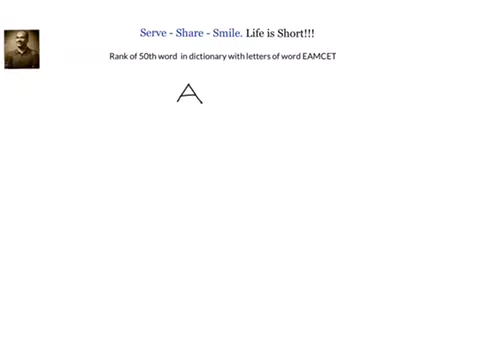 Serve - Share - Smile. Life is Short!!!
Rank of 50th word in dictionary with letters of word EAMCET
A